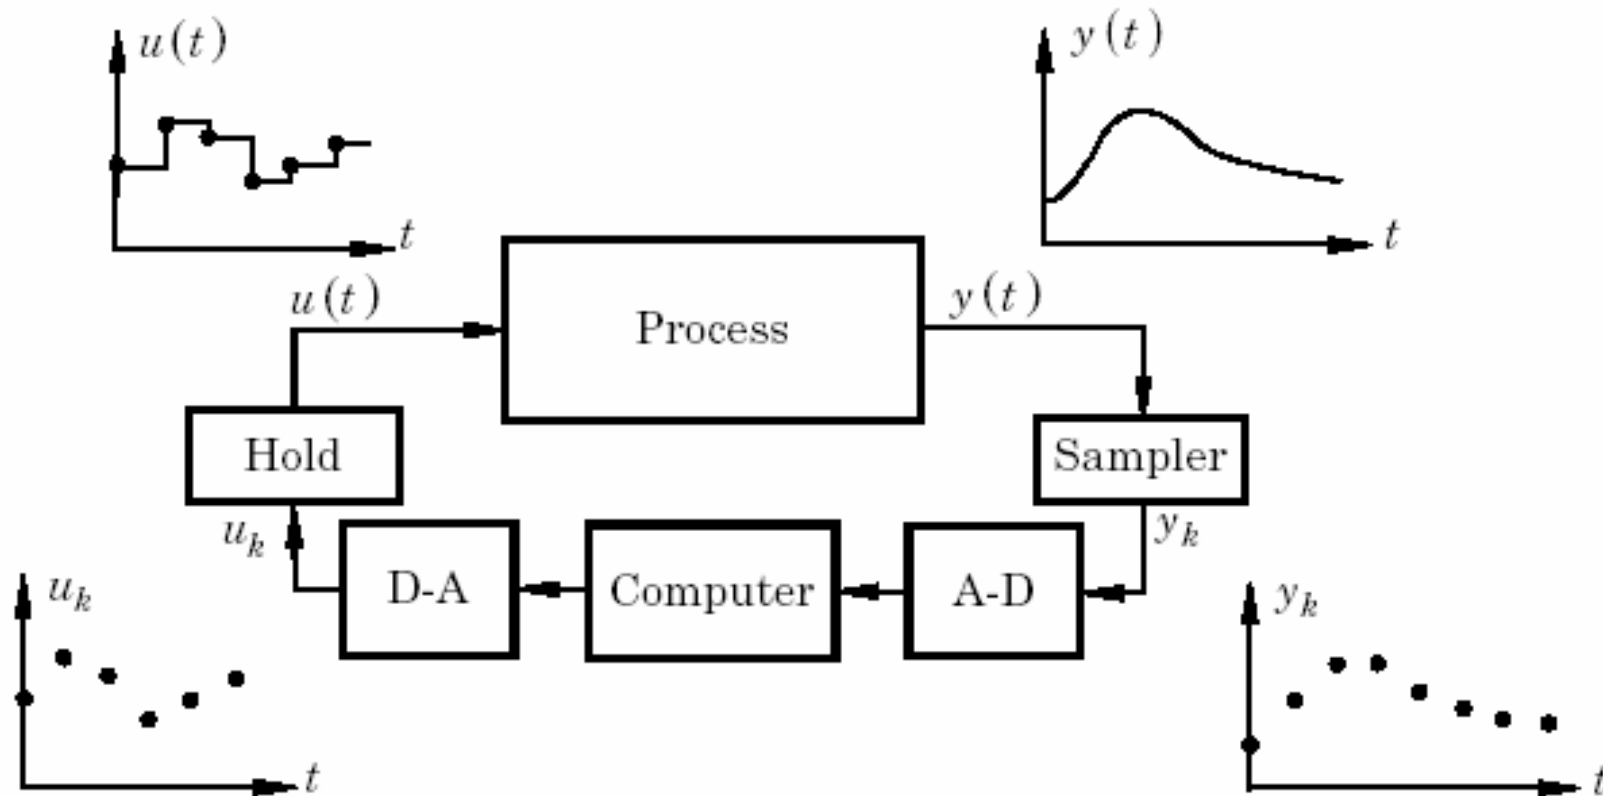 u(t)
y(t)
t
t
u(t)
y(t)
Process
Hold
Sampler
u_k
y_k
D-A
Computer
A-D
u_k
y_k
t
t